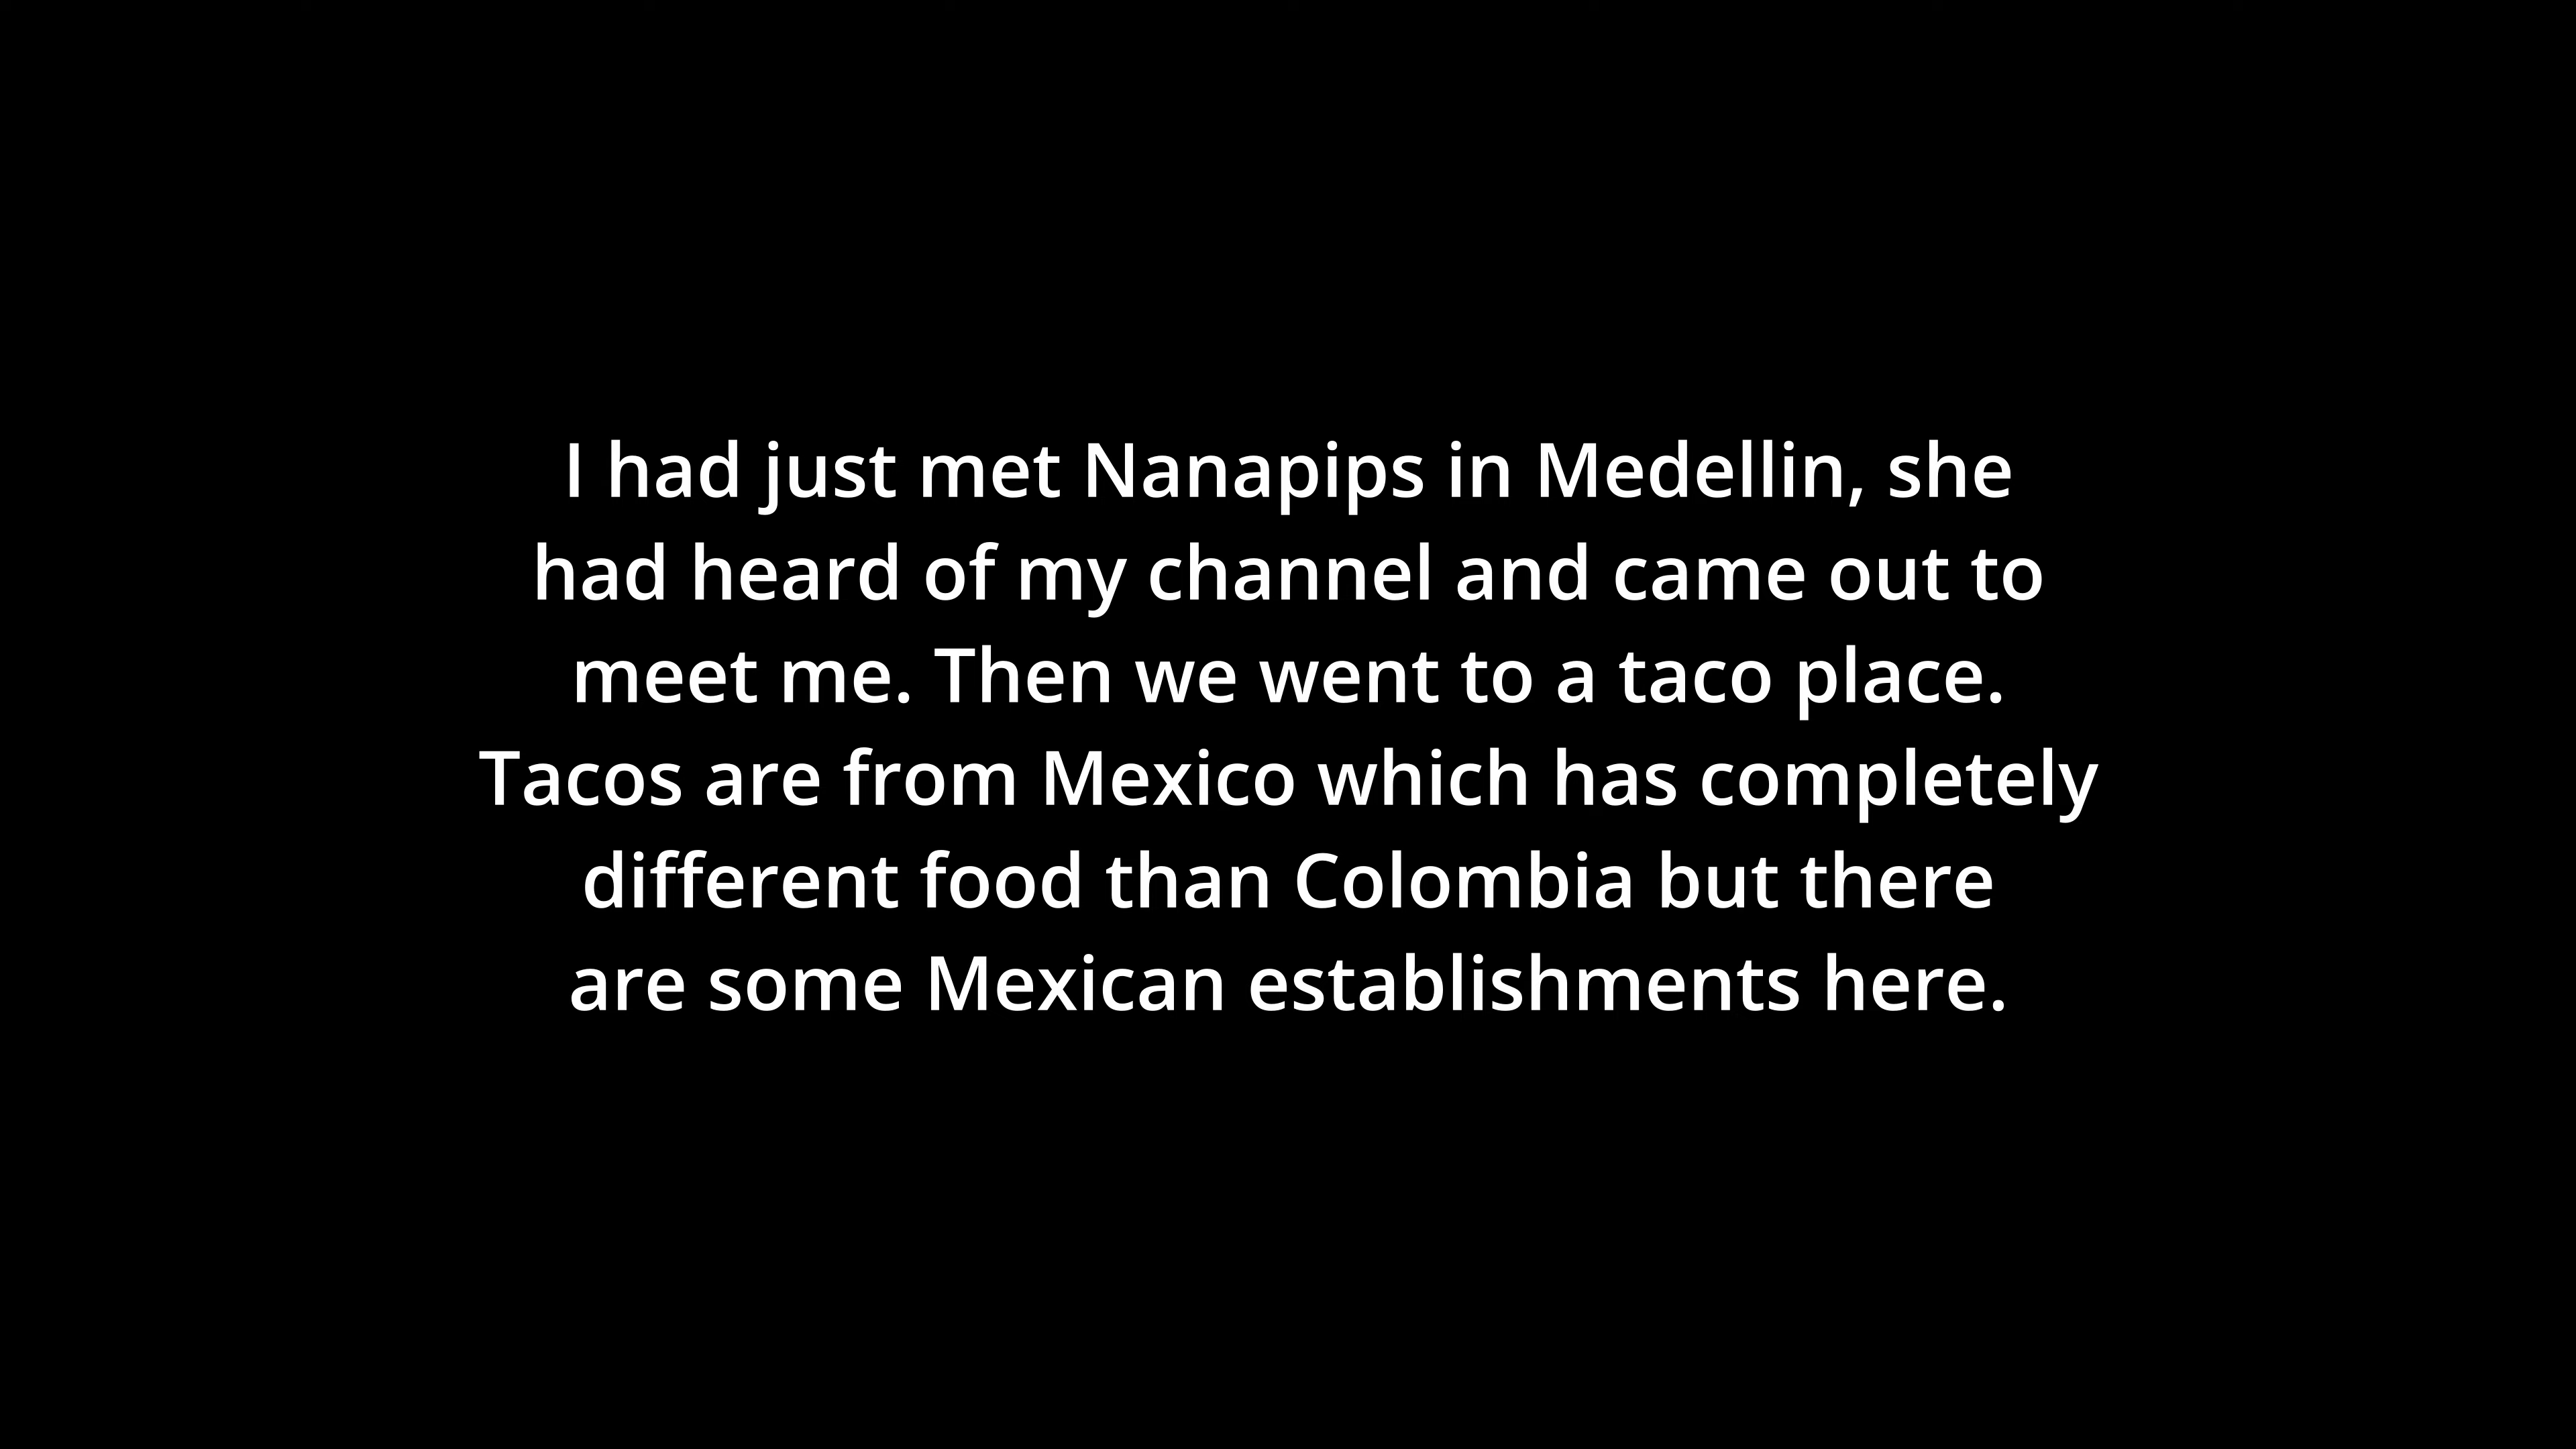 I had just met Nanapips in Medellin, she
had heard of my channel and came out to
meet me. Then we went to a taco place.
Tacos are from Mexico which has completely
different food than Colombia but there
are some Mexican establishments here.